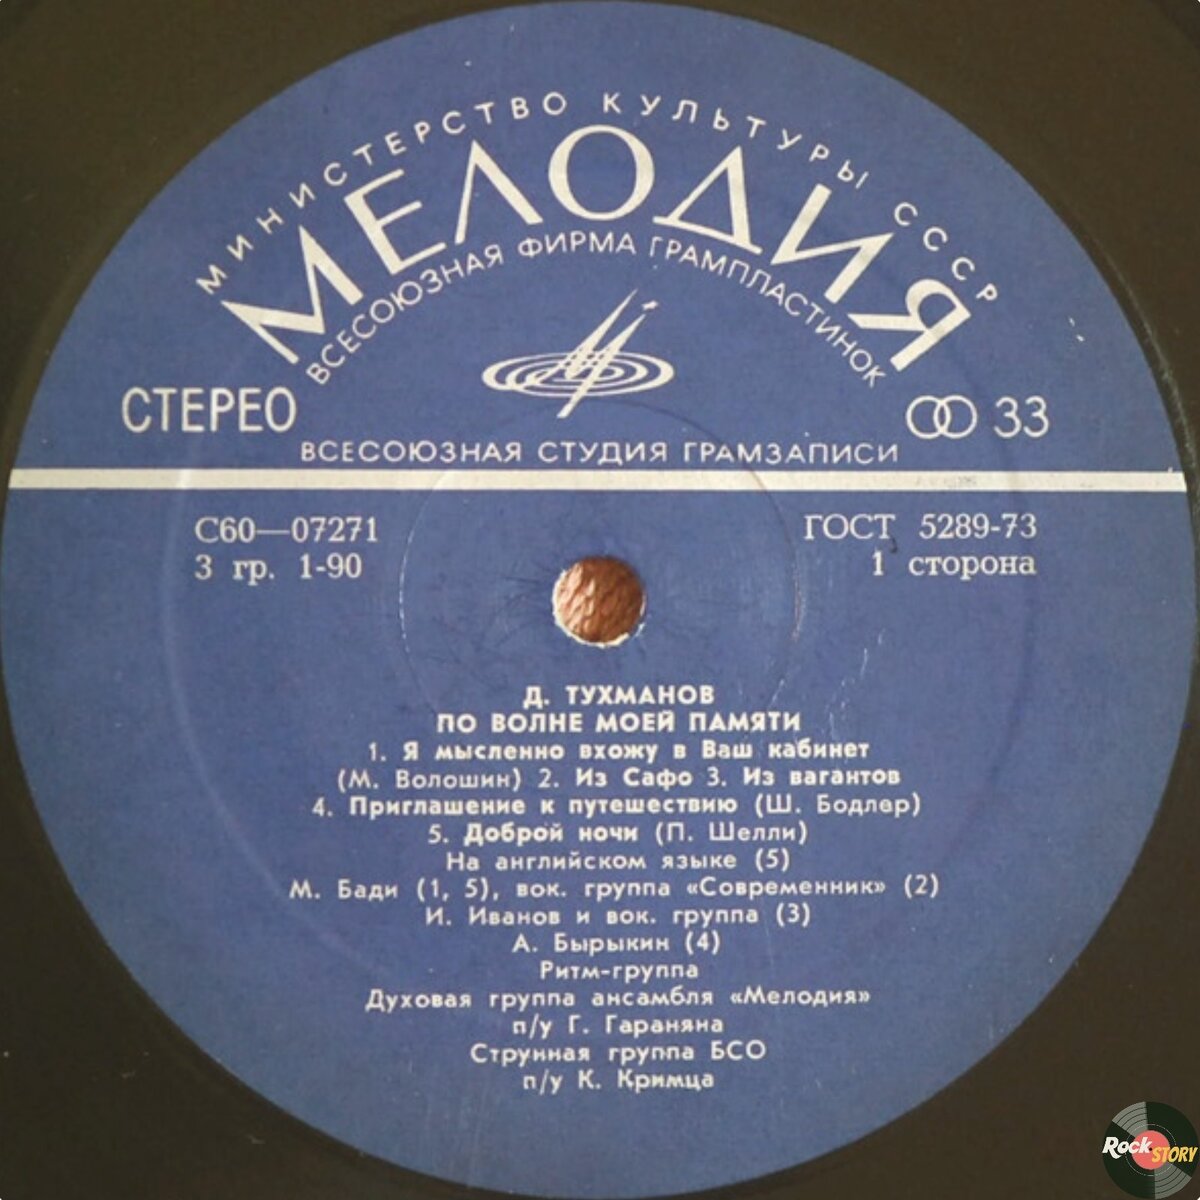 МИНИСТЕРСТВО КУЛЬТУРЫ СССР
МЕЛОДИЯ
ВСЕСОЮЗНАЯ ФИРМА ГРАМПЛАСТИНОК
СТЕРЕО
33
ВСЕСОЮЗНАЯ СТУДИЯ ГРАМЗАПИСИ
С60—07271
ГОСТ 5289-73
3 гр. 1-90
1 сторона
Д. ТУХМАНОВ
ПО ВОЛНЕ МОЕЙ ПАМЯТИ
1. Я мысленно вхожу в Ваш кабинет
(М. Волошин) 2. Из Сафо 3. Из вагантов
4. Приглашение к путешествию (Ш. Бодлер)
5. Доброй ночи (П. Шелли)
На английском языке (5)
М. Бади (1, 5), вок. группа «Современник» (2)
И. Иванов и вок. группа (3)
А. Бырыкин (4)
Ритм-группа
Духовая группа ансамбля «Мелодия»
п/у Г. Гараняна
Струнная группа БСО
п/у К. Кримца
Rock STORY